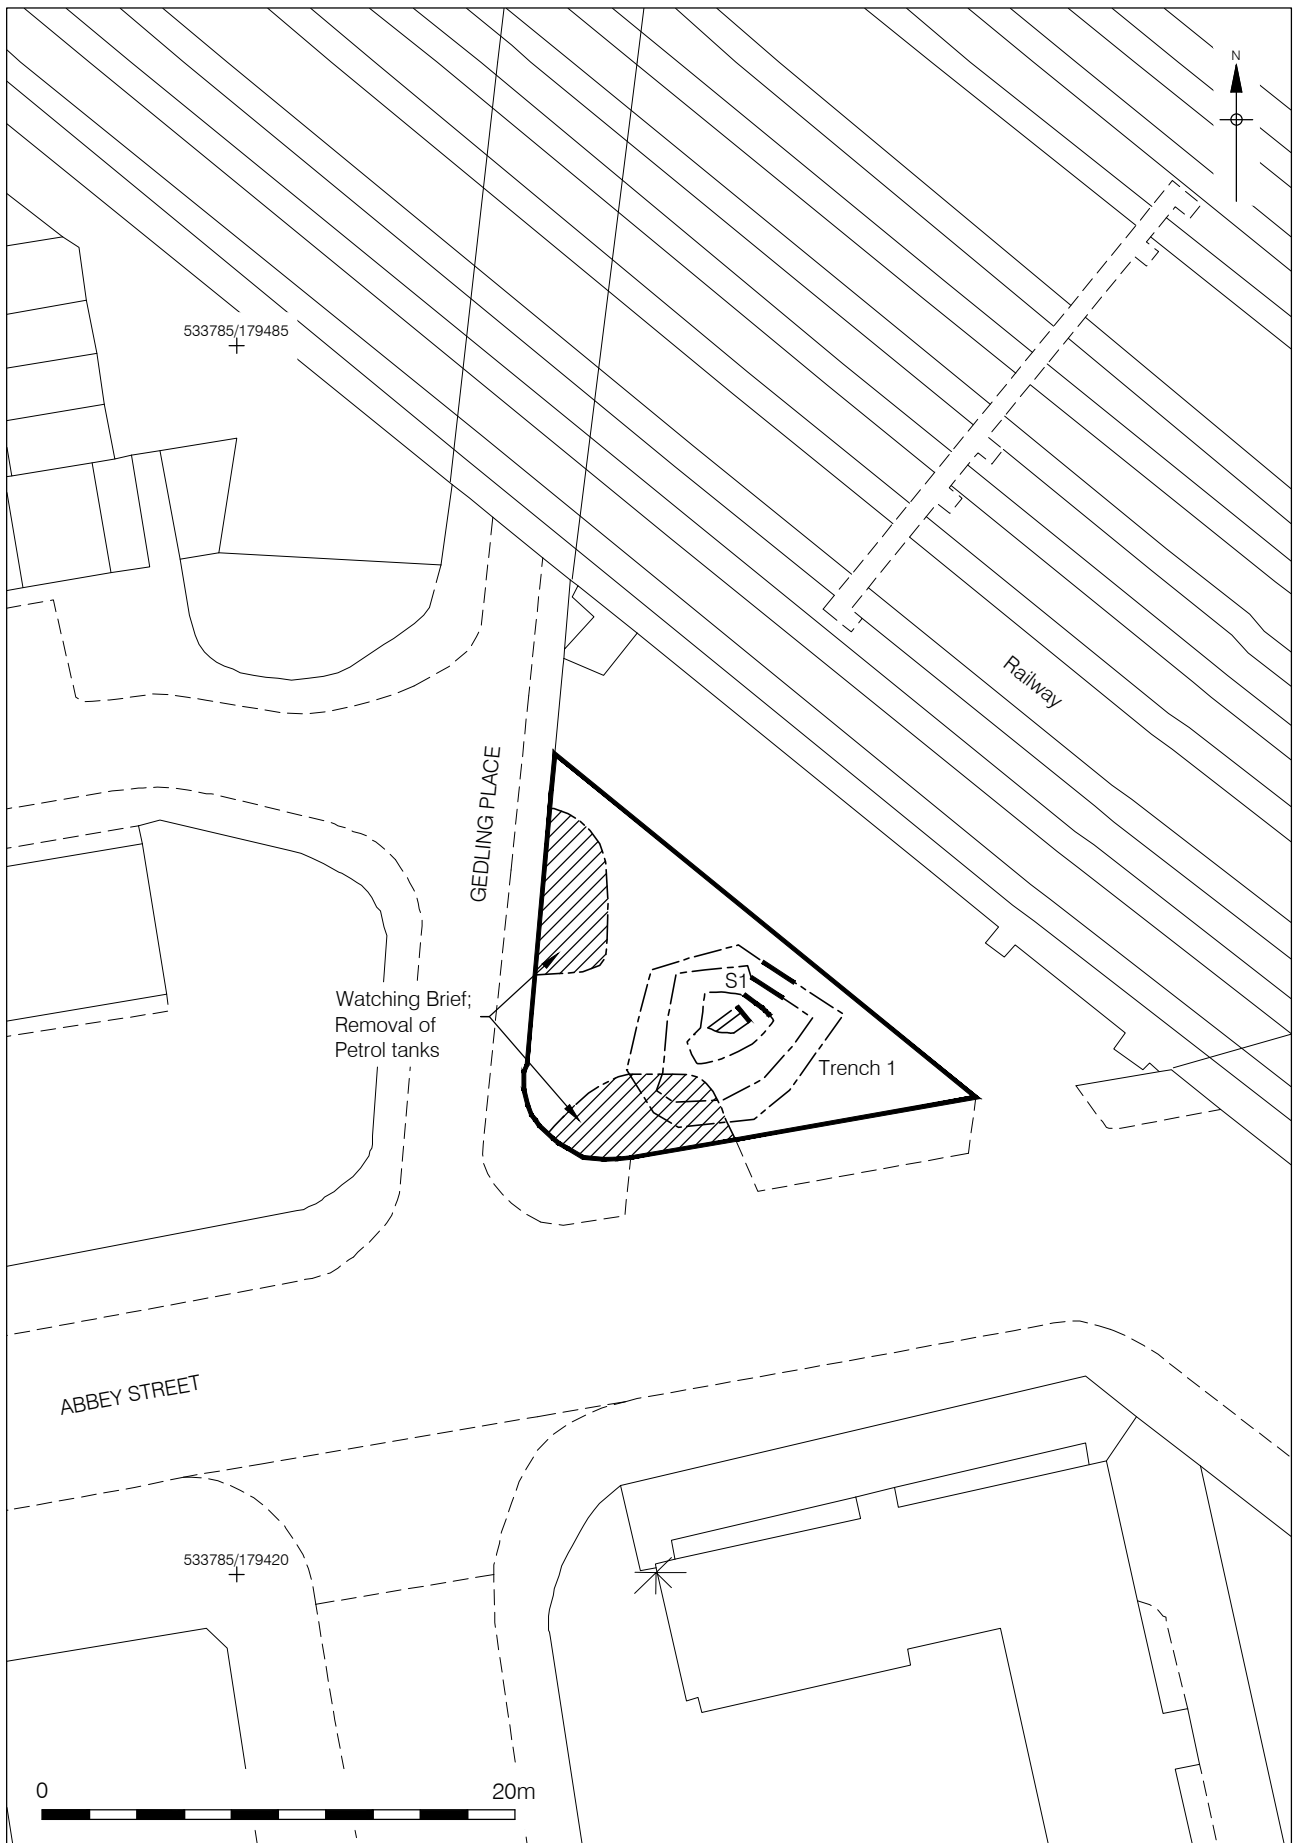 N
533785/179485
Railway
GEDLING PLACE
S1
Watching Brief;
Removal of
Petrol tanks
Trench 1
ABBEY STREET
533785/179420
0 20m